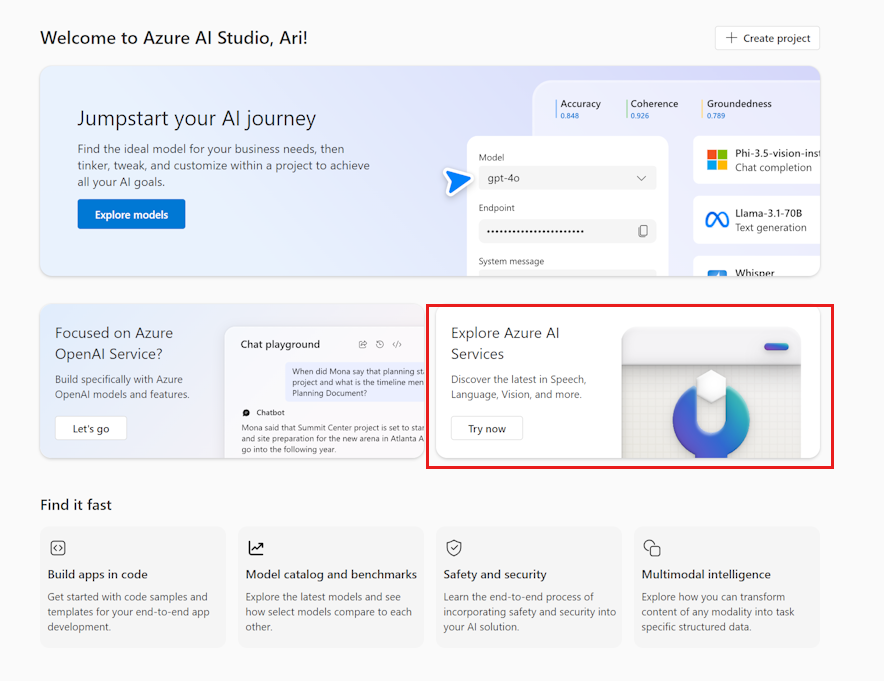 Welcome to Azure AI Studio, Ari!
Create project
Jumpstart your AI journey
Find the ideal model for your business needs, then
tinker, tweak, and customize within a project to achieve
all your AI goals.
Explore models
Accuracy
0.848
Coherence
0.926
Groundedness
0.789
Model
gpt-4o
Endpoint
System message
Phi-3.5-vision-inst
Chat completion
Llama-3.1-70B
Text generation
Whisper
Focused on Azure
OpenAI Service?
Build specifically with Azure
OpenAI models and features.
Let's go
Chat playground
When did Mona say that planning st
project and what is the timeline men
Planning Document?
Chatbot
Mona said that Summit Center project is set to star
and site preparation for the new arena in Atlanta A
go into the following year.
Explore Azure AI
Services
Discover the latest in Speech,
Language, Vision, and more.
Try now
Find it fast
Build apps in code
Get started with code samples and
templates for your end-to-end app
development.
Model catalog and benchmarks
Explore the latest models and see
how select models compare to each
other.
Safety and security
Learn the end-to-end process of
incorporating safety and security into
your AI solution.
Multimodal intelligence
Explore how you can transform
content of any modality into task
specific structured data.